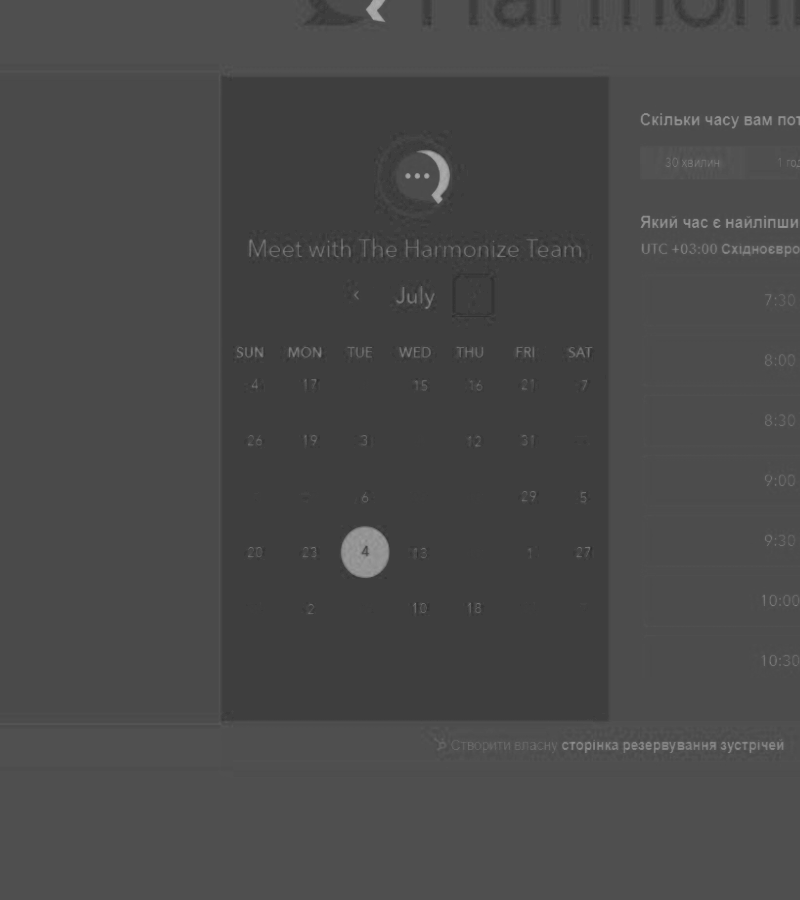 Harmoni
Meet with The Harmonize Team
July
SUN MON TUE WED THU FRI SAT
4 17 15 16 21 7
26 19 3 12 31
6 29 5
20 23 4 13 1 27
2 10 18
Скільки часу вам пот
30 хвилин 1 год
Який час є найліпши
UTC +03:00 Східноєвро
7:30
8:00
8:30
9:00
9:30
10:00
10:30
Створити власну сторінка резервування зустрічей